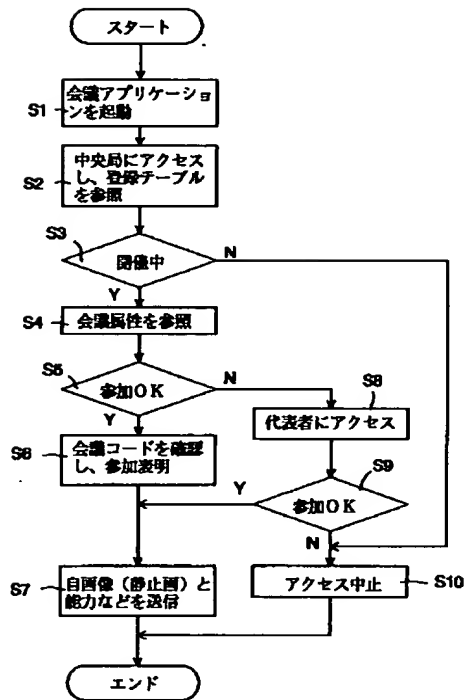 スタート
S1
会議アプリケーショ
ンを起動
S2
中央局にアクセス
し、登録テーブル
を参照
S3
開催中
N
Y
S4
会議属性を参照
S5
参加OK
N
Y
S8
代表者にアクセス
S6
会議コードを確認
し、参加表明
S9
参加OK
Y
N
S7
自画像（静止画）と
能力などを送信
アクセス中止
S10
エンド